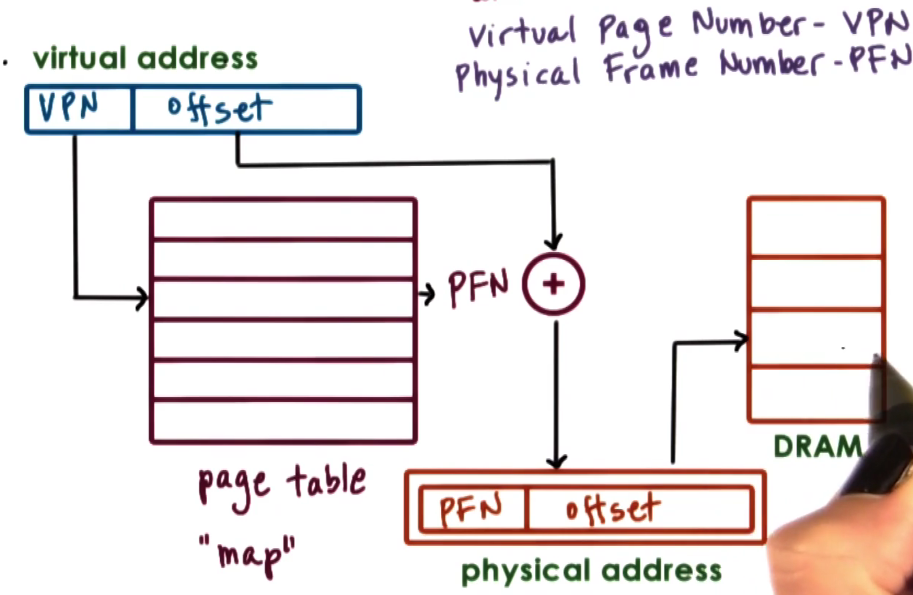 Virtual Page Number - VPN
Physical Frame Number - PFN
virtual address
VPN offset
PFN +
page table
"map"
DRAM
PFN offset
physical address